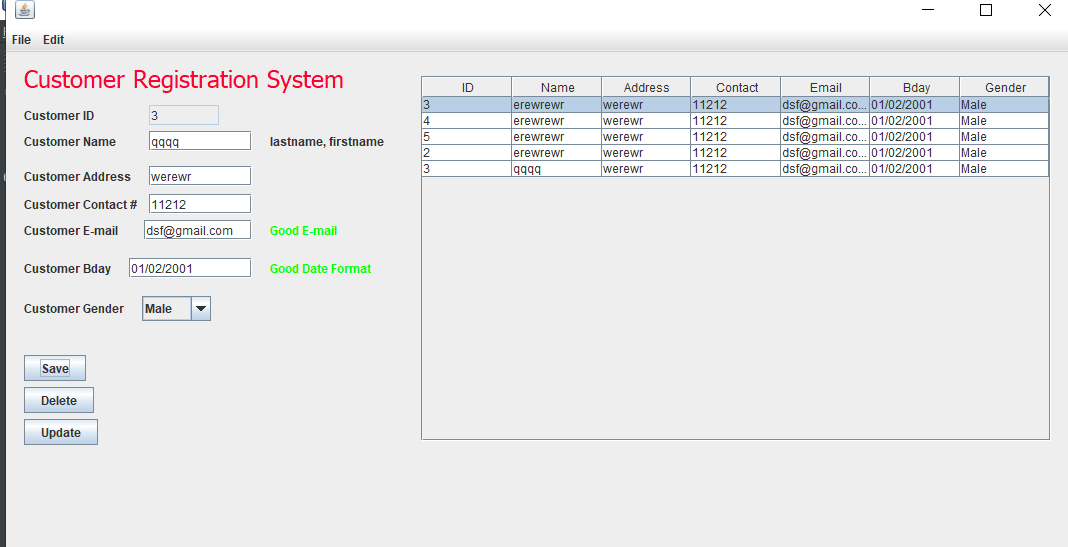 File Edit
Customer Registration System
Customer ID 3
Customer Name qqqq lastname, firstname
Customer Address werewr
Customer Contact # 11212
Customer E-mail dsf@gmail.com Good E-mail
Customer Bday 01/02/2001 Good Date Format
Customer Gender Male
Save
Delete
Update
ID Name Address Contact Email Bday Gender
3 erewrewr werewr 11212 dsf@gmail.co... 01/02/2001 Male
4 erewrewr werewr 11212 dsf@gmail.co... 01/02/2001 Male
5 erewrewr werewr 11212 dsf@gmail.co... 01/02/2001 Male
2 erewrewr werewr 11212 dsf@gmail.co... 01/02/2001 Male
3 qqqq werewr 11212 dsf@gmail.co... 01/02/2001 Male